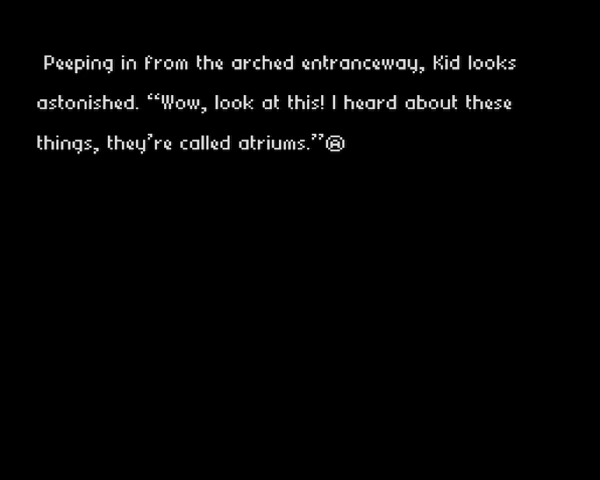 Peeping in from the arched entranceway, Kid looks
astonished. “Wow, look at this! I heard about these
things, they’re called atriums.”